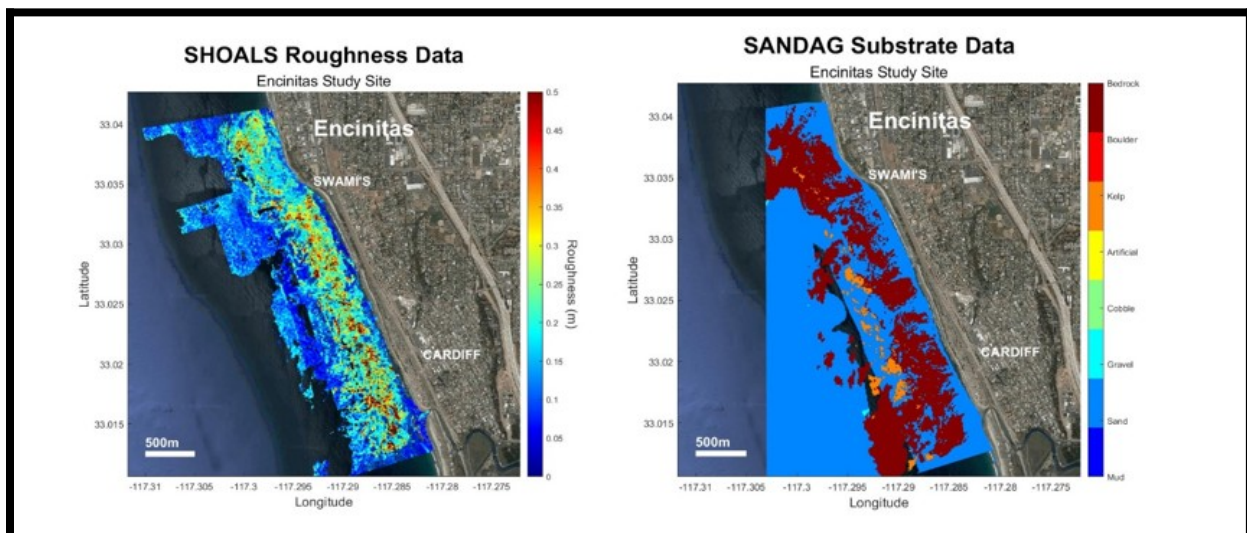 SHOALS Roughness Data
Encinitas Study Site
Encinitas
SWAMI'S
CARDIFF
500m
33.04
33.035
33.03
33.025
33.02
33.015
Latitude
-117.31 -117.305 -117.3 -117.295 -117.29 -117.285 -117.28 -117.275
Longitude
0.5
0.45
0.4
0.35
0.3
0.25
0.2
0.15
0.1
0.05
0
Roughness (m)
SANDAG Substrate Data
Encinitas Study Site
Encinitas
SWAMI'S
CARDIFF
500m
33.04
33.035
33.03
33.025
33.02
33.015
Latitude
-117.31 -117.305 -117.3 -117.295 -117.29 -117.285 -117.28 -117.275
Longitude
Bedrock
Boulder
Kelp
Artificial
Cobble
Gravel
Sand
Mud